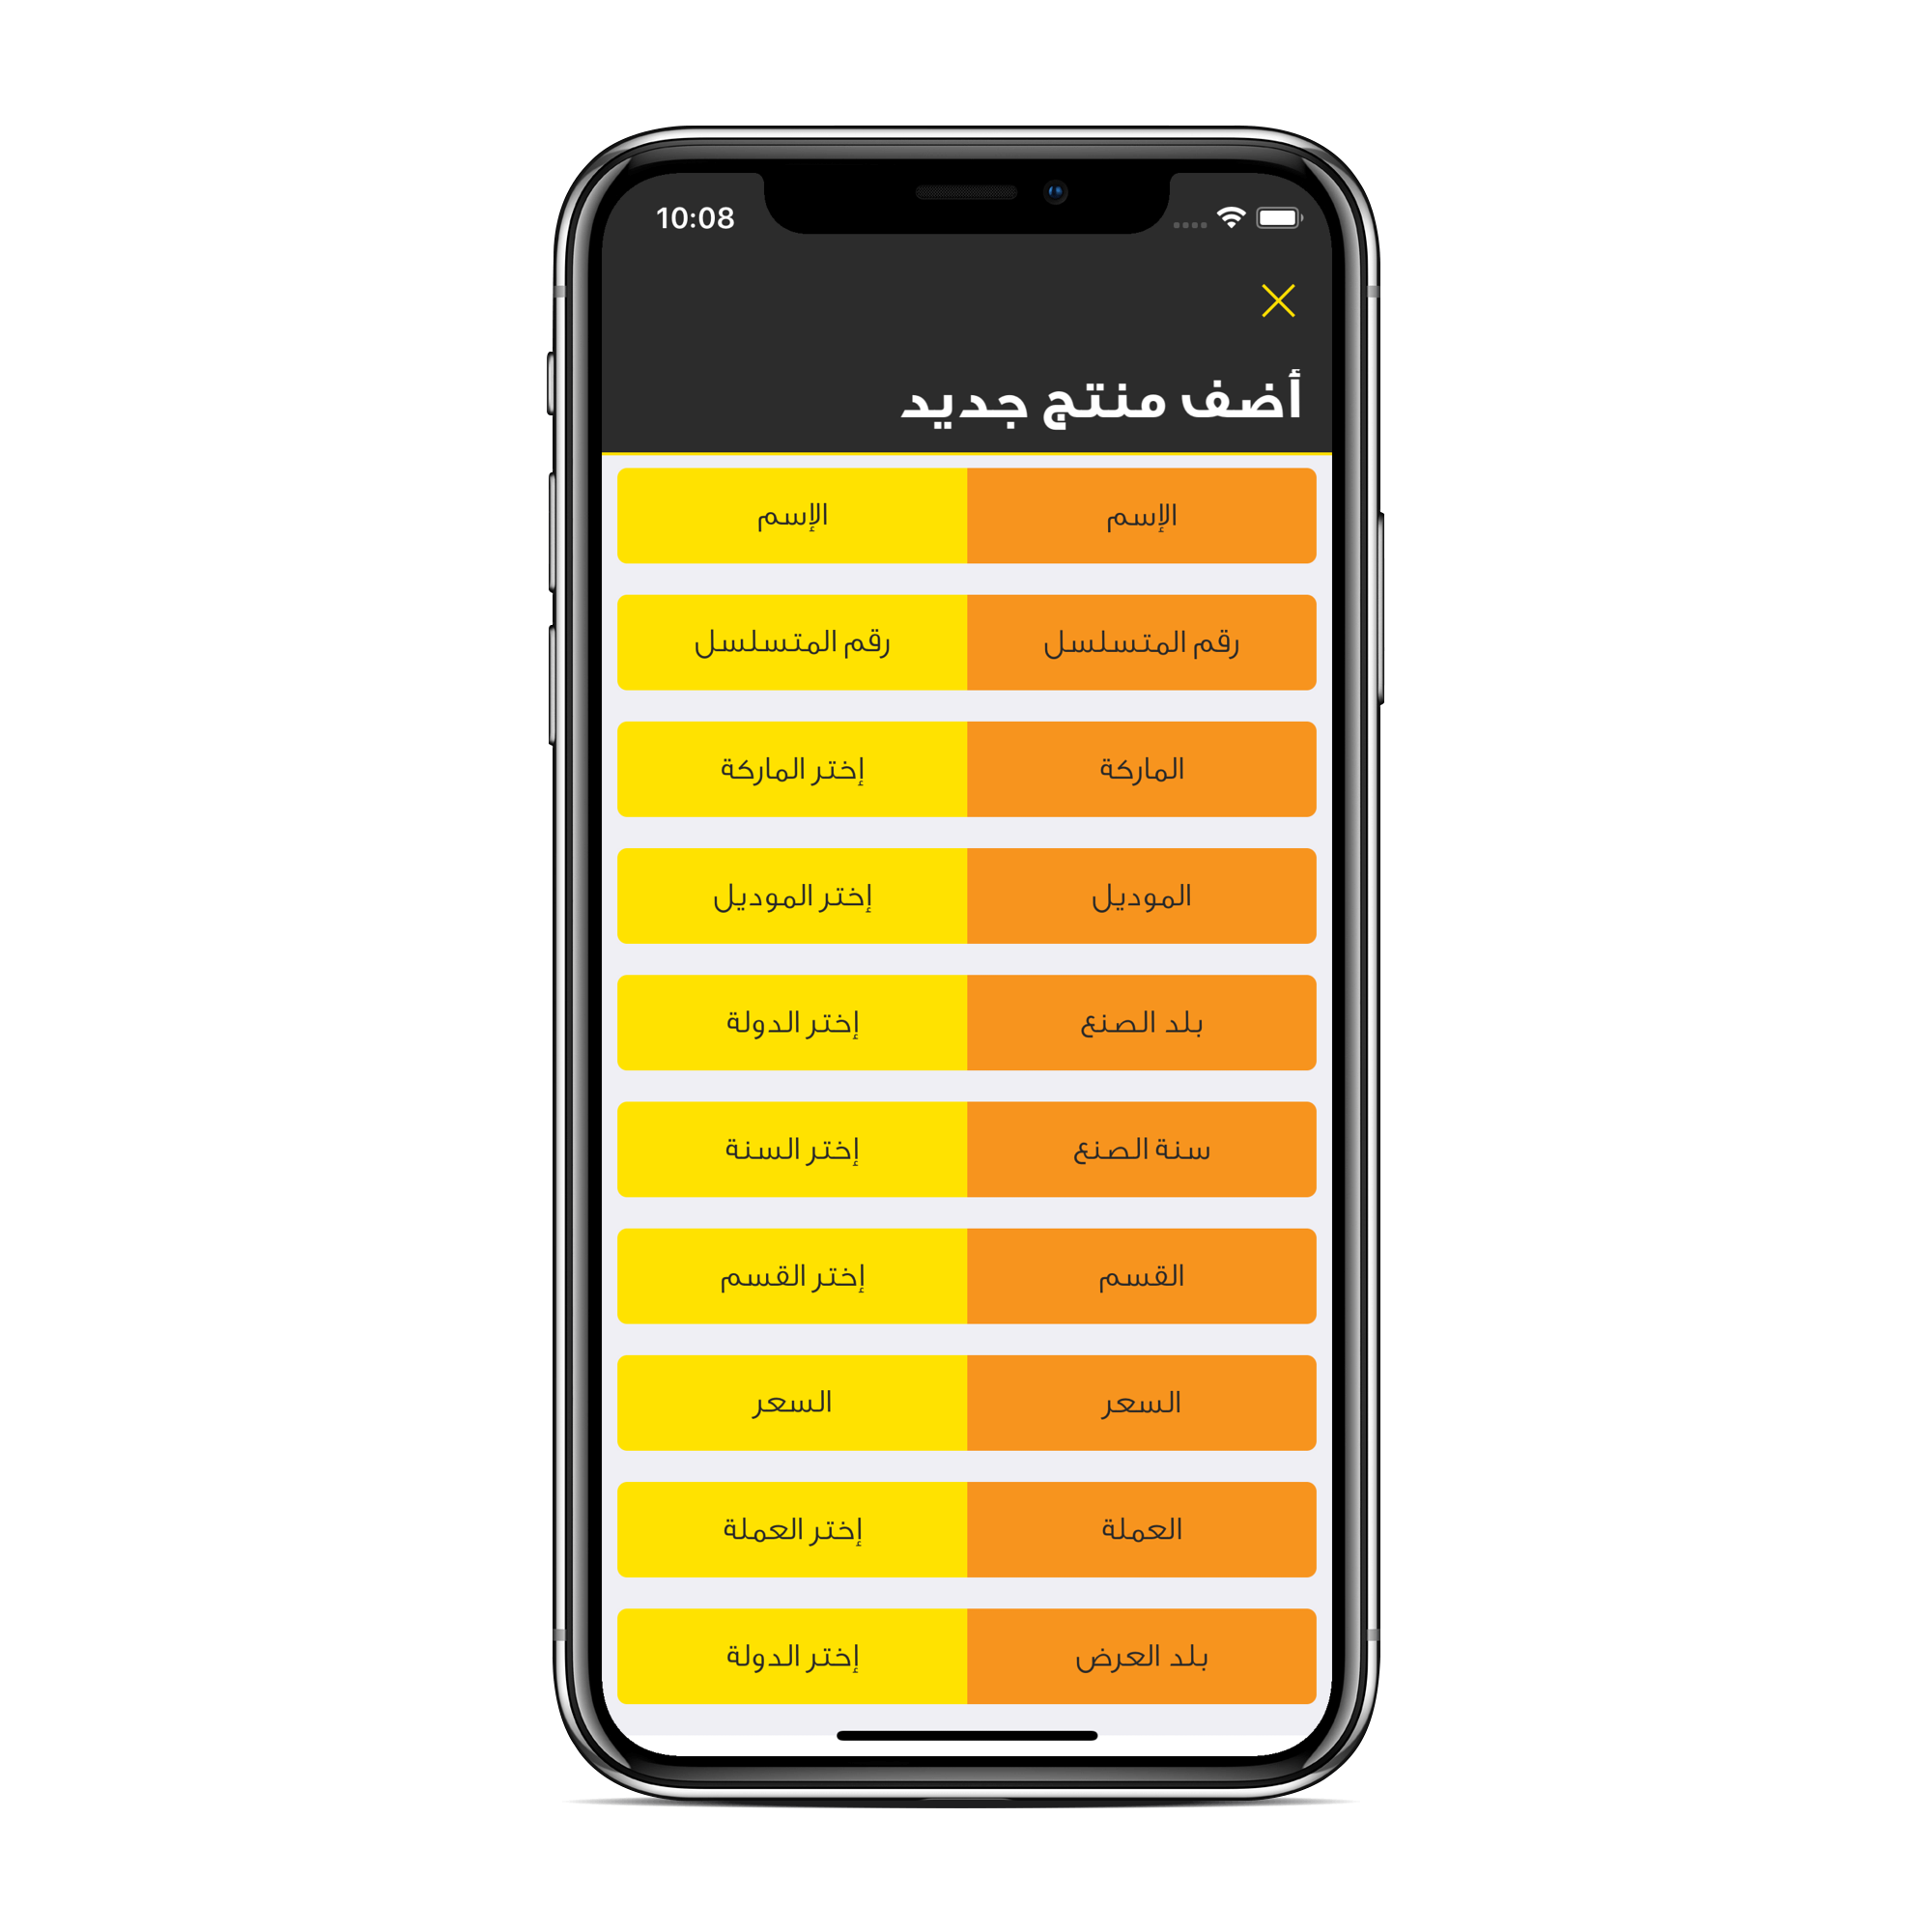 10:08
أضف منتج جديد
الإسم الإسم
رقم المتسلسل رقم المتسلسل
الماركة إختر الماركة
الموديل إختر الموديل
بلد الصنع إختر الدولة
سنة الصنع إختر السنة
القسم إختر القسم
السعر السعر
العملة إختر العملة
بلد العرض إختر الدولة